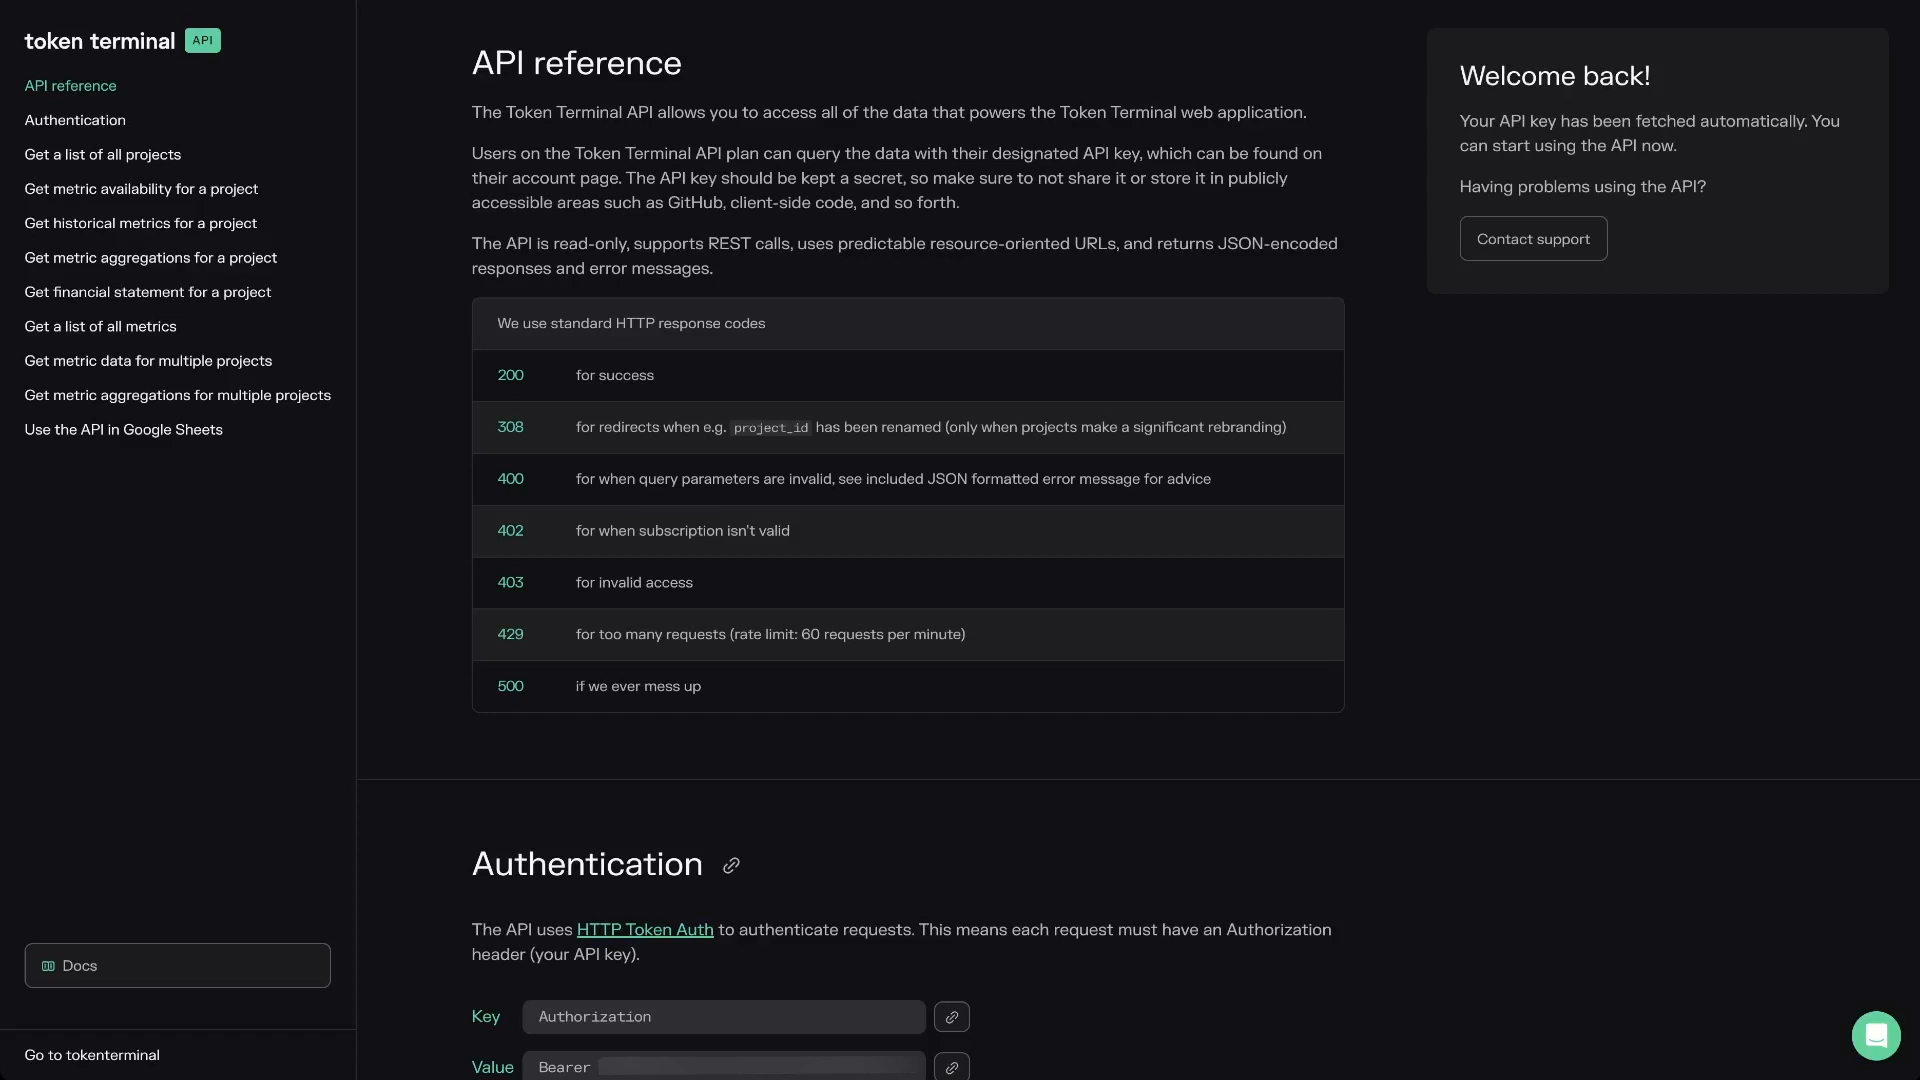 token terminal API
API reference
Authentication
Get a list of all projects
Get metric availability for a project
Get historical metrics for a project
Get metric aggregations for a project
Get financial statement for a project
Get a list of all metrics
Get metric data for multiple projects
Get metric aggregations for multiple projects
Use the API in Google Sheets
Docs
Go to tokenterminal
API reference
The Token Terminal API allows you to access all of the data that powers the Token Terminal web application.
Users on the Token Terminal API plan can query the data with their designated API key, which can be found on
their account page. The API key should be kept a secret, so make sure to not share it or store it in publicly
accessible areas such as GitHub, client-side code, and so forth.
The API is read-only, supports REST calls, uses predictable resource-oriented URLs, and returns JSON-encoded
responses and error messages.
We use standard HTTP response codes
200 for success
308 for redirects when e.g. project_id has been renamed (only when projects make a significant rebranding)
400 for when query parameters are invalid, see included JSON formatted error message for advice
402 for when subscription isn't valid
403 for invalid access
429 for too many requests (rate limit: 60 requests per minute)
500 if we ever mess up
Authentication
The API uses HTTP Token Auth to authenticate requests. This means each request must have an Authorization
header (your API key).
Key Authorization
Value Bearer
Welcome back!
Your API key has been fetched automatically. You
can start using the API now.
Having problems using the API?
Contact support